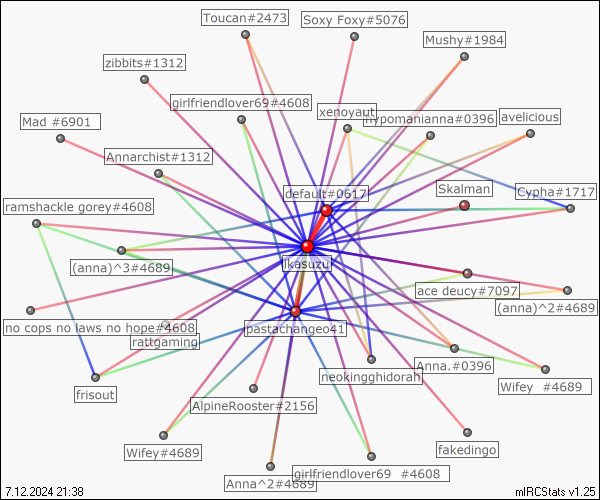 Toucan#2473
Soxy Foxy#5076
Mushy#1984
zibbits#1312
girlfriendlover69#4608
xenoyaut
hypomanianna#0396
avelicious
Mad #6901
Annarchist#1312
default#0617
Skalman
Cypha#1717
ramshackle gorey#4608
(anna)^3#4689
ikasuzu
ace deucy#7097
(anna)^2#4689
no cops no laws no hope#4608
rattgaming
pastachangeo41
neokingghidorah
Anna.#0396
Wifey #4689
frisout
AlpineRooster#2156
Wifey#4689
fakedingo
Anna^2#4689
girlfriendlover69 #4608
7.12.2024 21:38
mIRCStats v1.25